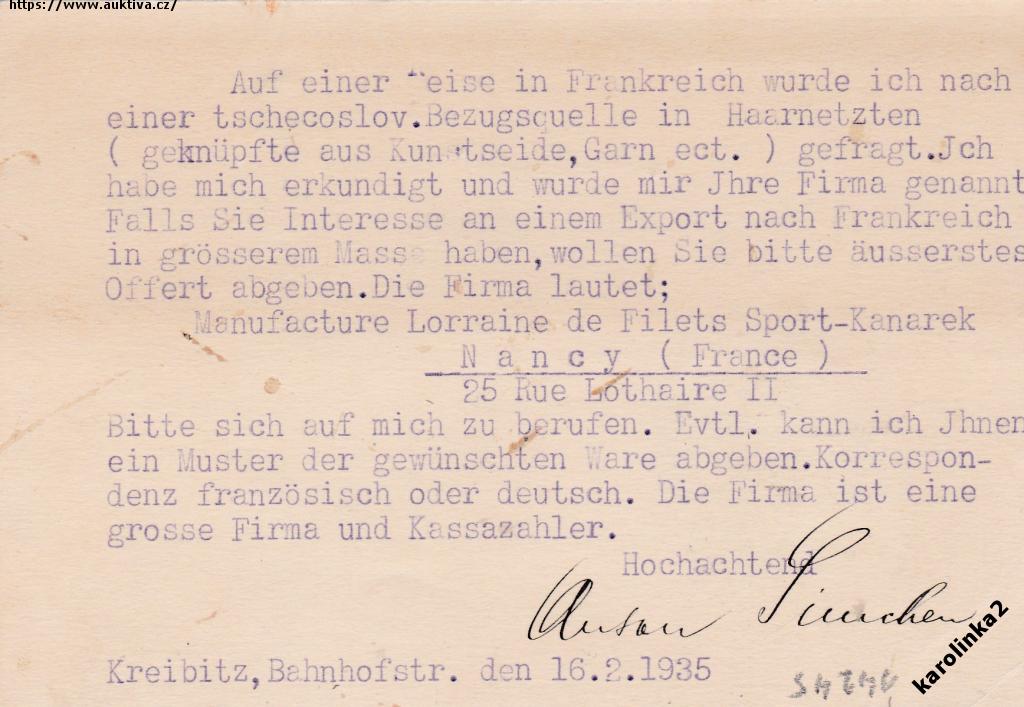 https://www.auktiva.cz/
Auf einer Reise in Frankreich wurde ich nach
einer tschecoslov.Bezugsquelle in Haarnetzten
( geknüpfte aus Kunstseide,Garn ect. ) gefragt.Jch
habe mich erkundigt und wurde mir Jhre Firma genannt
Falls Sie Interesse an einem Export nach Frankreich
in grösserem Masse haben,wollen Sie bitte äusserstes
Offert abgeben.Die Firma lautet;
Manufacture Lorraine de Filets Sport-Kanarek
N a n c y ( France )
25 Rue Lothaire II
Bitte sich auf mich zu berufen. Evtl. kann ich Jhnen
ein Muster der gewünschten Ware abgeben.Korrespon-
denz französisch oder deutsch. Die Firma ist eine
grosse Firma und Kassazahler.
Hochachtend
Anton
Kreibitz,Bahnhofstr. den 16.2.1935
karolinka2